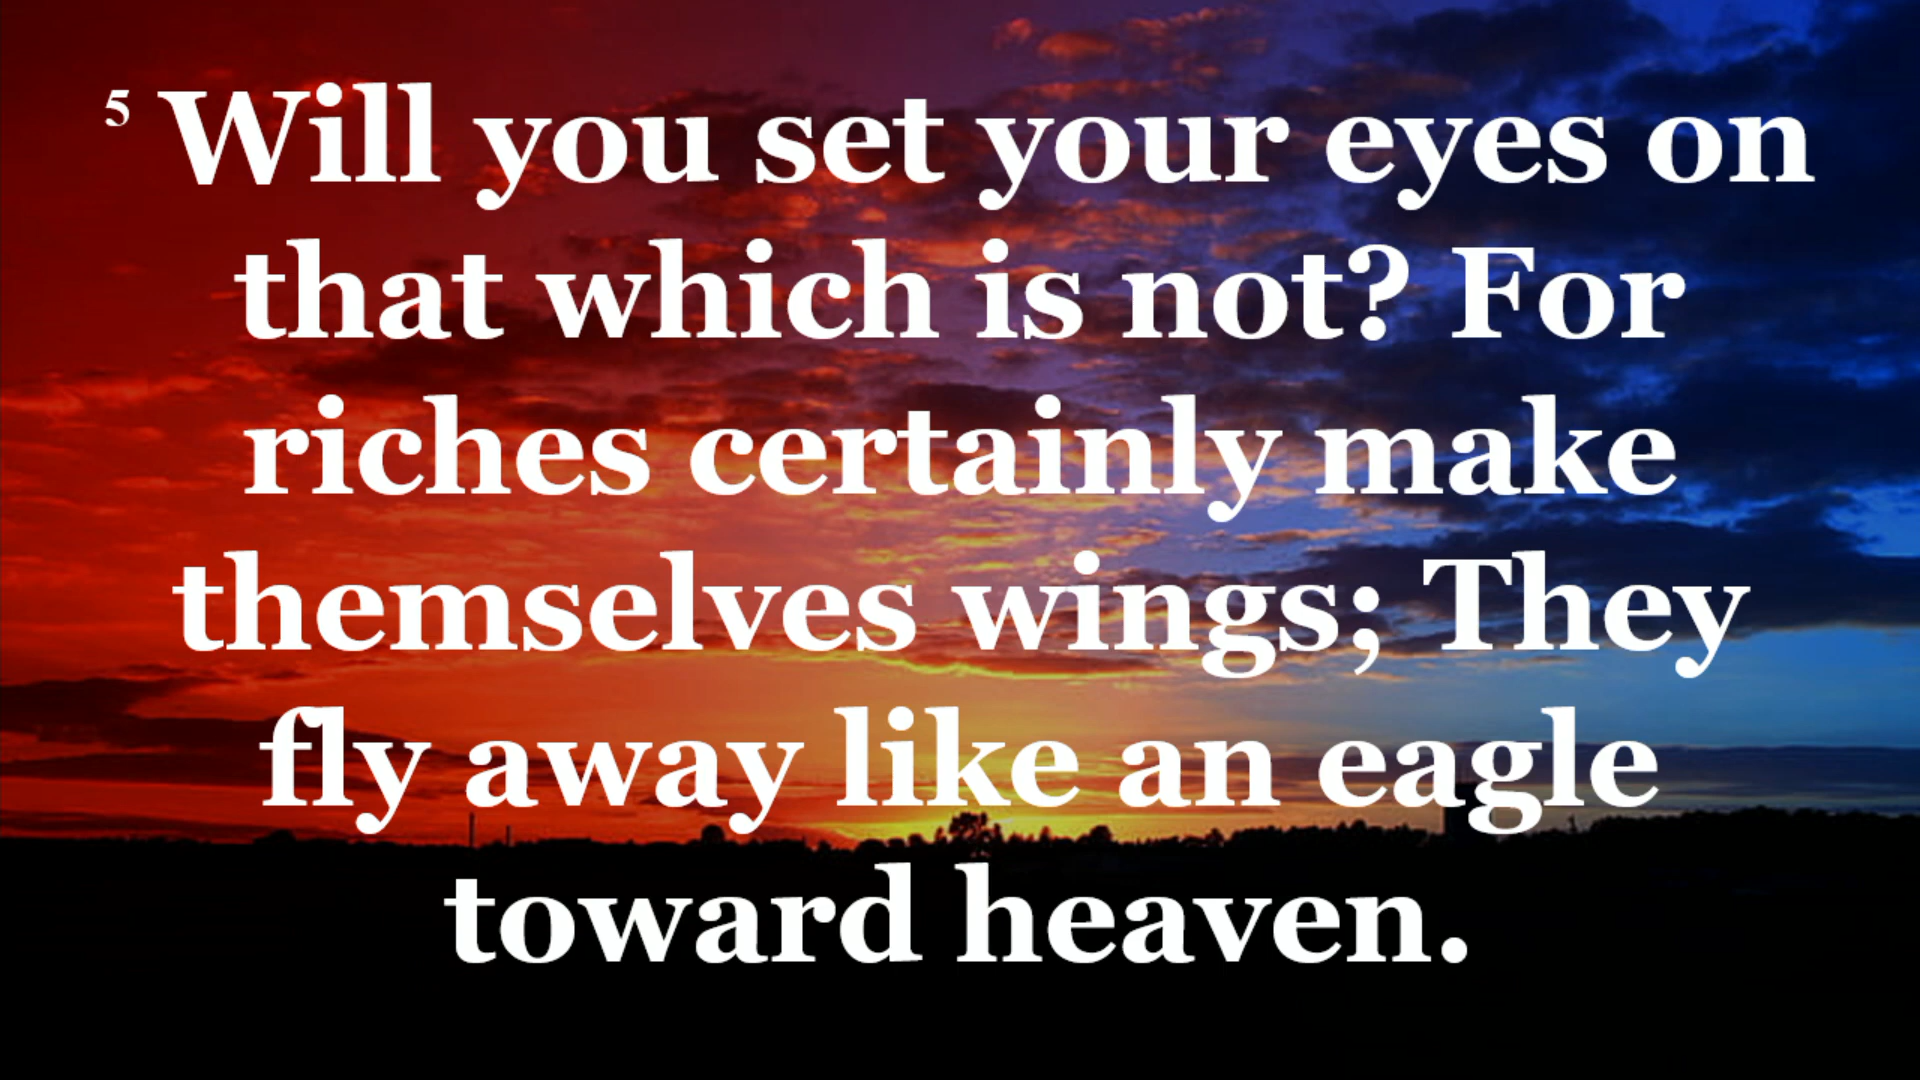 5 Will you set your eyes on
that which is not? For
riches certainly make
themselves wings; They
fly away like an eagle
toward heaven.